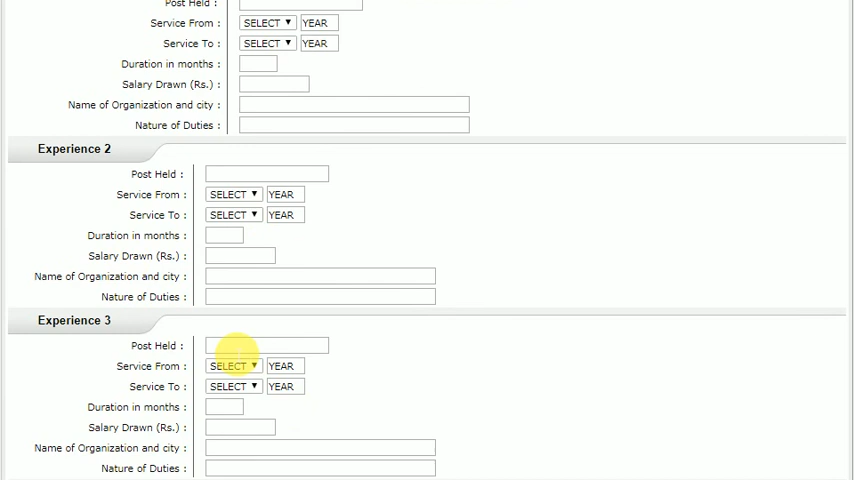 Post Held :
Service From : SELECT YEAR
Service To : SELECT YEAR
Duration in months :
Salary Drawn (Rs.) :
Name of Organization and city :
Nature of Duties :
Experience 2
Post Held :
Service From : SELECT YEAR
Service To : SELECT YEAR
Duration in months :
Salary Drawn (Rs.) :
Name of Organization and city :
Nature of Duties :
Experience 3
Post Held :
Service From : SELECT YEAR
Service To : SELECT YEAR
Duration in months :
Salary Drawn (Rs.) :
Name of Organization and city :
Nature of Duties :